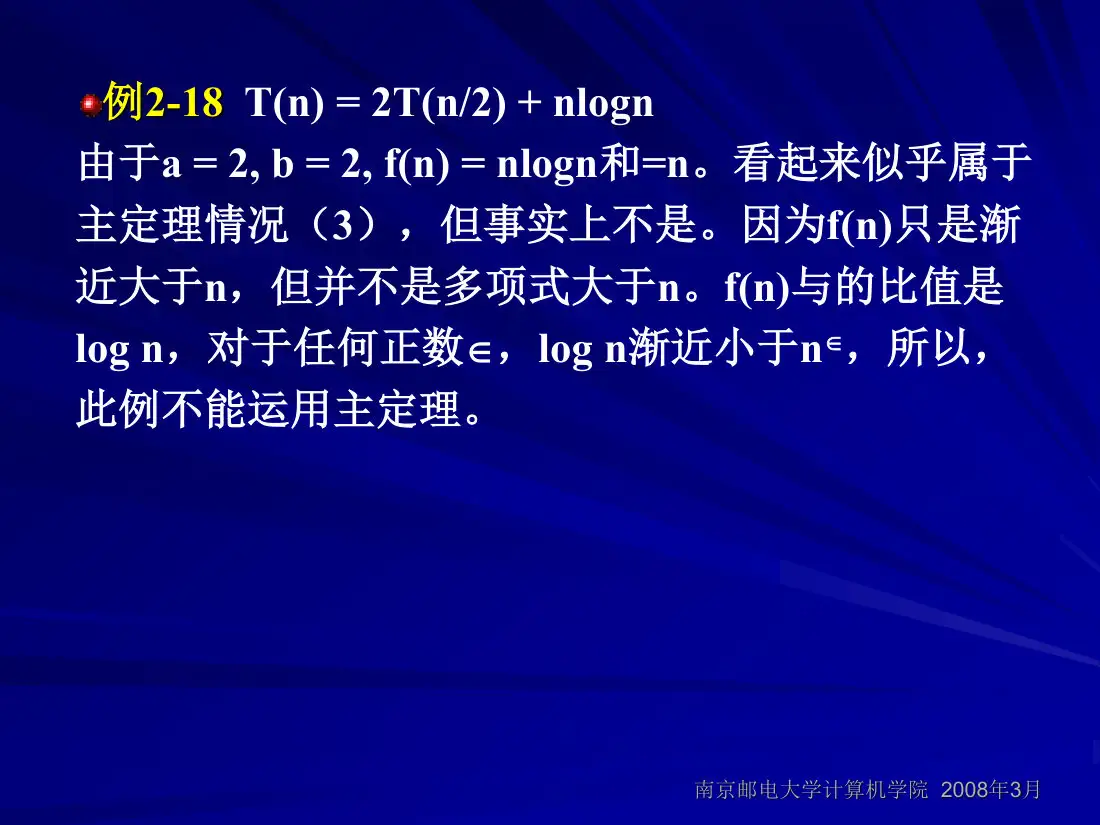 例2-18 T(n) = 2T(n/2) + nlogn
由于a = 2, b = 2, f(n) = nlogn和=n。看起来似乎属于
主定理情况（3），但事实上不是。因为f(n)只是渐
近大于n，但并不是多项式大于n。f(n)与的比值是
log n，对于任何正数∈，log n渐近小于n^∈，所以，
此例不能运用主定理。
南京邮电大学计算机学院 2008年3月